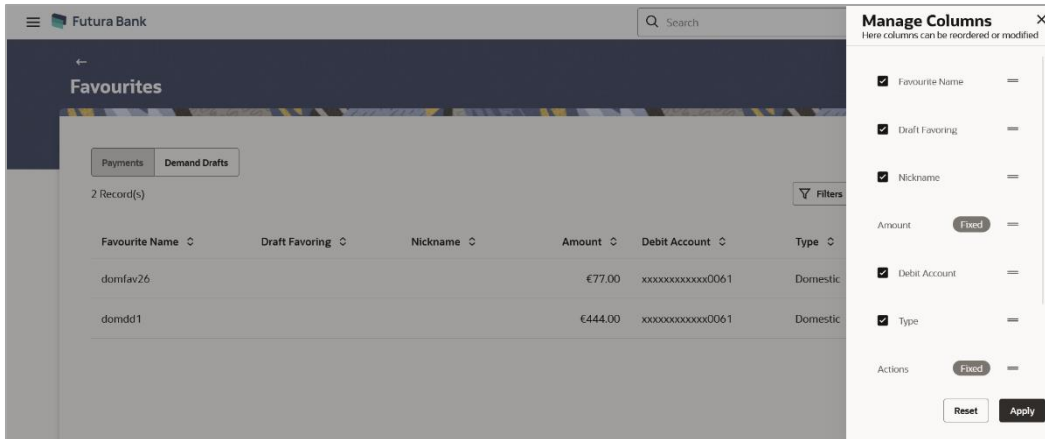 Futura Bank
Search
Manage Columns
Here columns can be reordered or modified
Favourites
Favourite Name
Draft Favoring
Payments Demand Drafts
Nickname
2 Record(s)
Filters
Amount Fixed
Favourite Name Draft Favoring Nickname Amount Debit Account Type
Debit Account
domfav26 €77.00 xxxxxxxxxxxx0061 Domestic
domdd1 €444.00 xxxxxxxxxxxx0061 Domestic
Type
Actions Fixed
Reset Apply